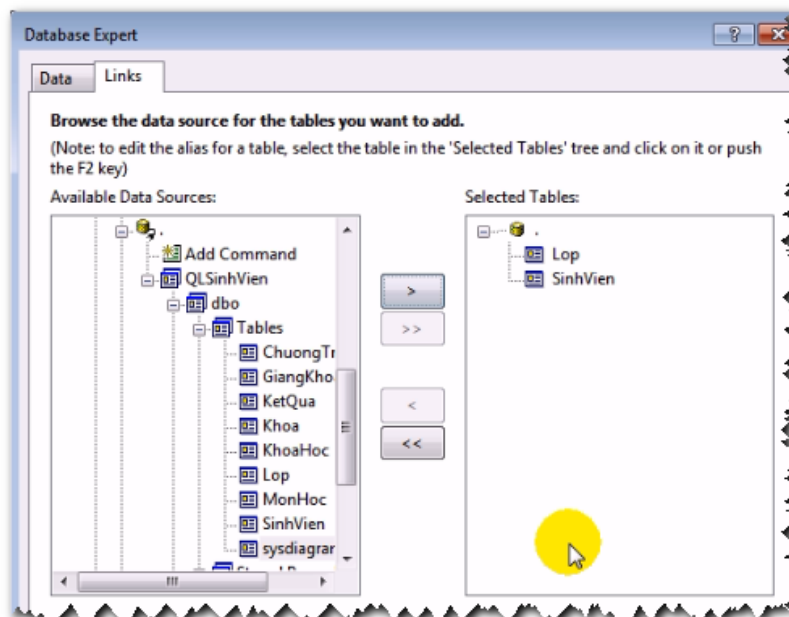 Database Expert
Data
Links
Browse the data source for the tables you want to add.
(Note: to edit the alias for a table, select the table in the 'Selected Tables' tree and click on it or push
the F2 key)
Available Data Sources:
Selected Tables:
.
Add Command
QLSinhVien
dbo
Tables
ChuongTr
GiangKho
KetQua
Khoa
KhoaHoc
Lop
MonHoc
SinhVien
sysdiagrar
>
>>
<
<<
.
Lop
SinhVien